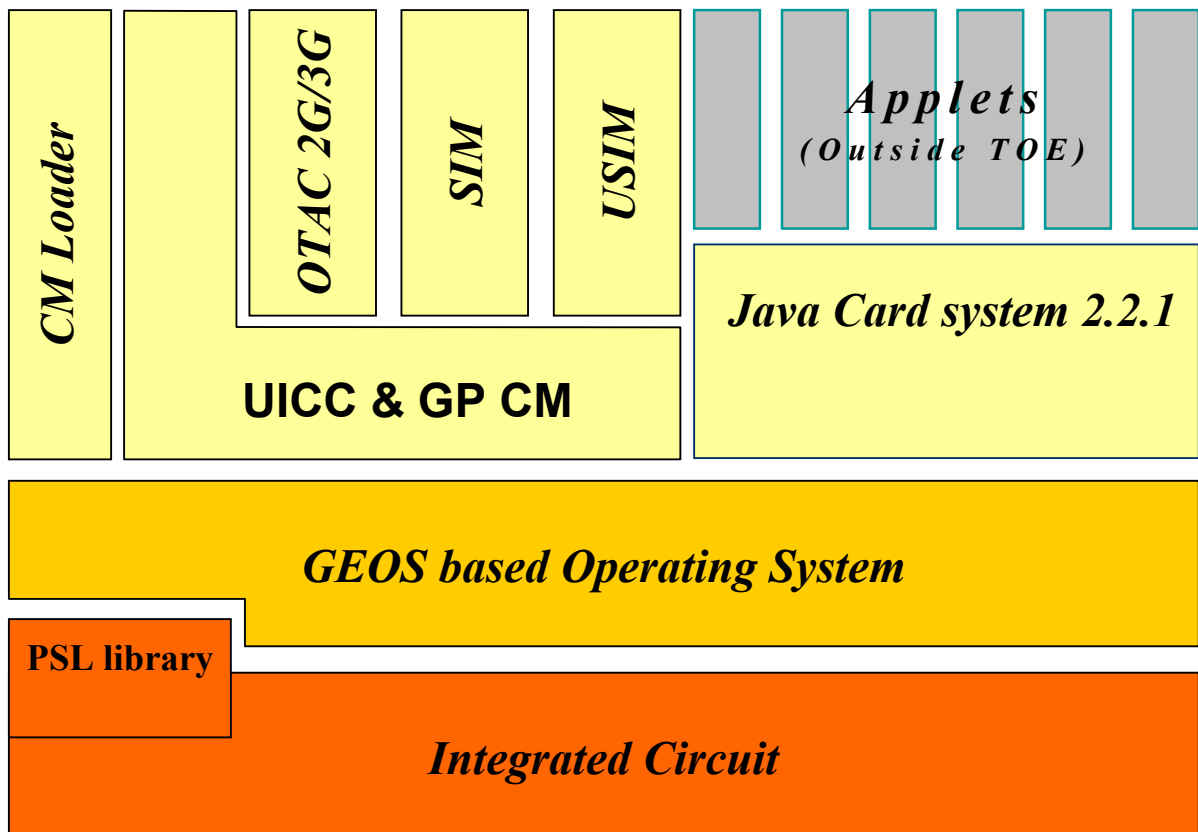 CM Loader
OTAC 2G/3G
SIM
USIM
Applets
(Outside TOE)
Java Card system 2.2.1
UICC & GP CM
GEOS based Operating System
PSL library
Integrated Circuit